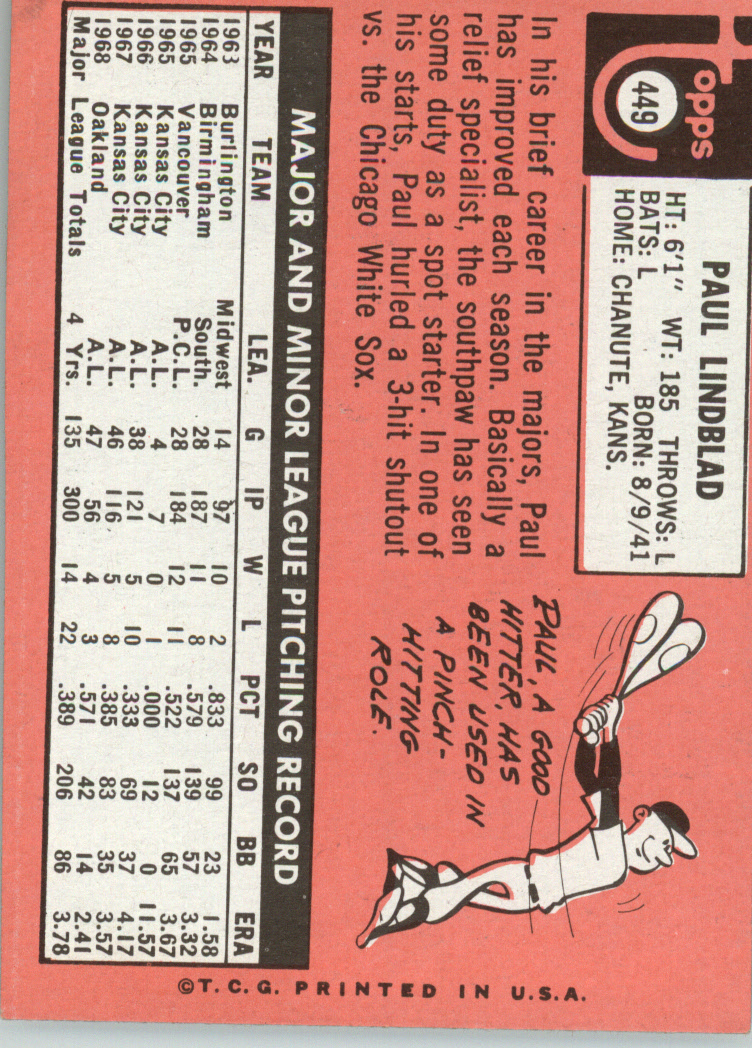 Topps
449
PAUL LINDBLAD
HT: 6'1" WT: 185 THROWS: L
BATS: L BORN: 8/9/41
HOME: CHANUTE, KANS.
In his brief career in the majors, Paul
has improved each season. Basically a
relief specialist, the southpaw has seen
some duty as a spot starter. In one of
his starts, Paul hurled a 3-hit shutout
vs. the Chicago White Sox.
PAUL, A GOOD
HITTER, HAS
BEEN USED IN
A PINCH-
HITTING
ROLE.
MAJOR AND MINOR LEAGUE PITCHING RECORD
YEAR TEAM LEA. G IP W L PCT SO BB ERA
1963 Burlington Midwest 14 97 10 2 .833 99 23 1.58
1964 Birmingham South. 28 187 11 8 .579 139 57 3.32
1965 Vancouver P.C.L. 28 184 12 11 .522 137 65 3.67
1965 Kansas City A.L. 4 7 0 1 .000 12 0 11.57
1966 Kansas City A.L. 38 121 5 10 .333 69 37 4.17
1967 Kansas City A.L. 46 116 5 8 .385 83 35 3.57
1968 Oakland A.L. 47 56 4 3 .571 42 14 2.41
Major League Totals 4 Yrs. 135 300 14 22 .389 206 86 3.78
©T.C.G. PRINTED IN U.S.A.